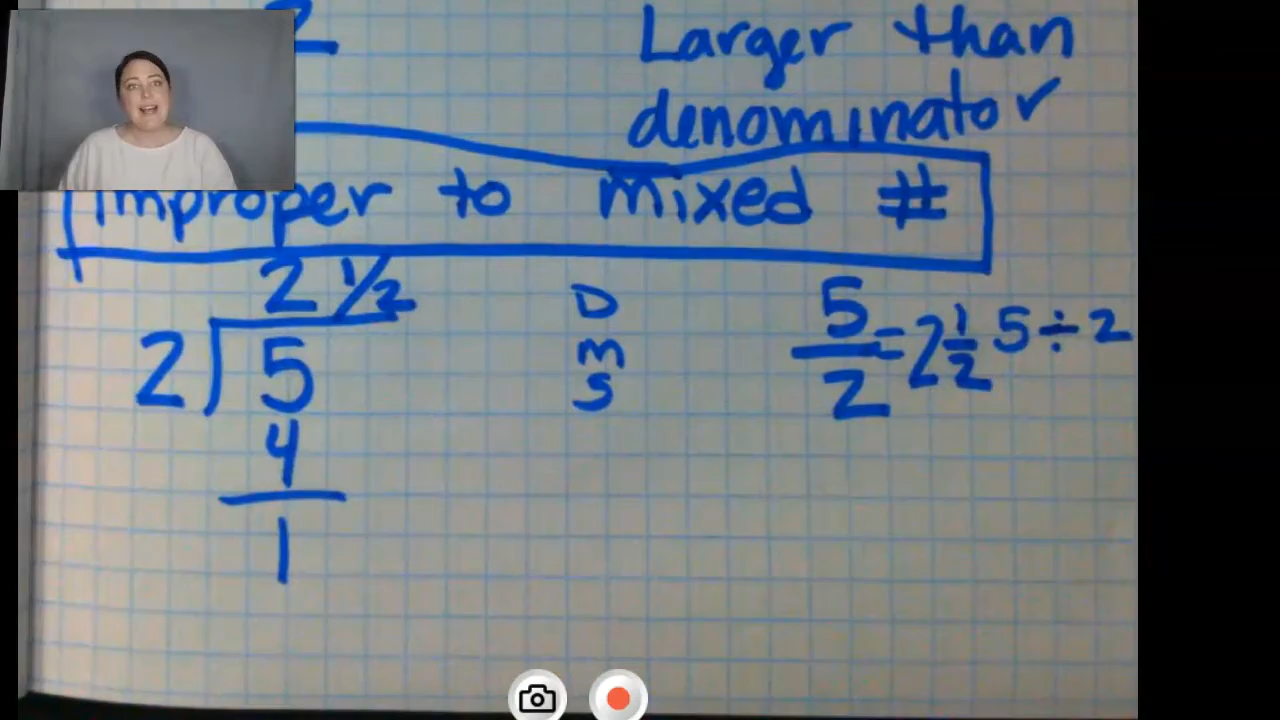 2
Larger than
denominator
Improper to mixed #
2 1/2
2 5
4
1
D
m
S
5/2 = 2 1/2 5 ÷ 2